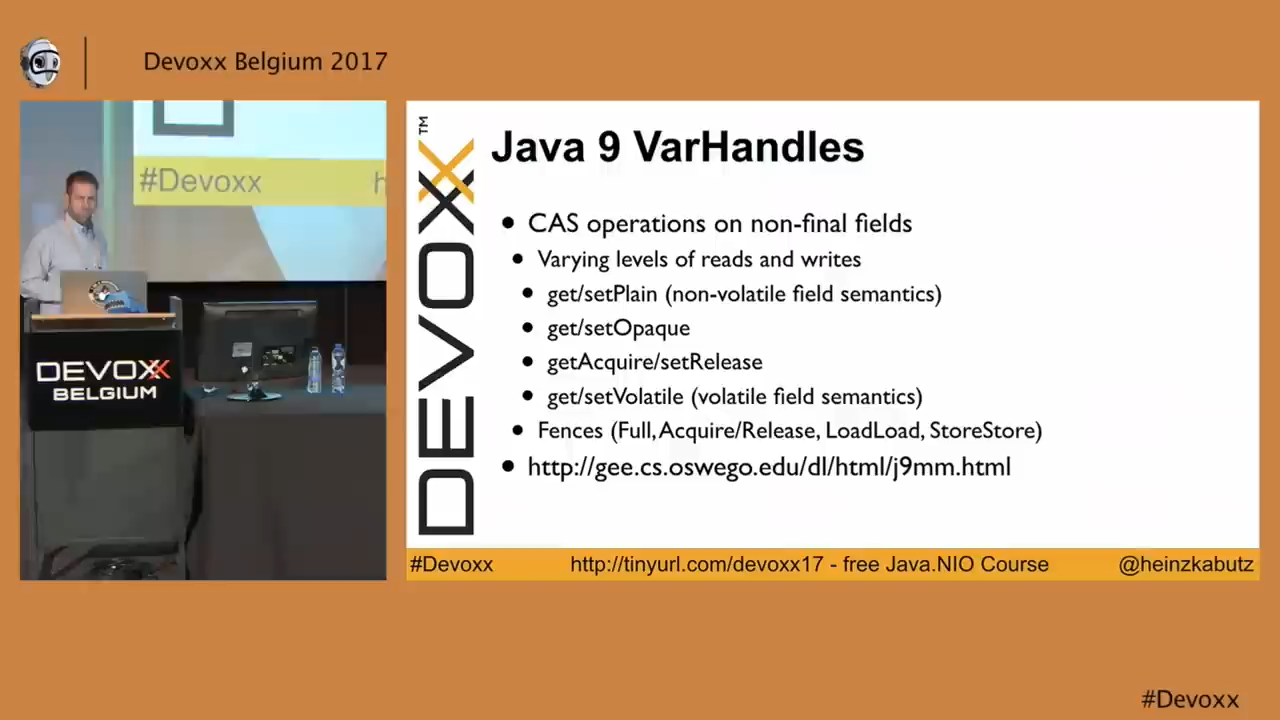 Devoxx Belgium 2017
#Devoxx
h
DEVOXX
BELGIUM
DEVOXX™
Java 9 VarHandles
• CAS operations on non-final fields
• Varying levels of reads and writes
• get/setPlain (non-volatile field semantics)
• get/setOpaque
• getAcquire/setRelease
• get/setVolatile (volatile field semantics)
• Fences (Full, Acquire/Release, LoadLoad, StoreStore)
• http://gee.cs.oswego.edu/dl/html/j9mm.html
#Devoxx http://tinyurl.com/devoxx17 - free Java.NIO Course @heinzkabutz
#Devoxx